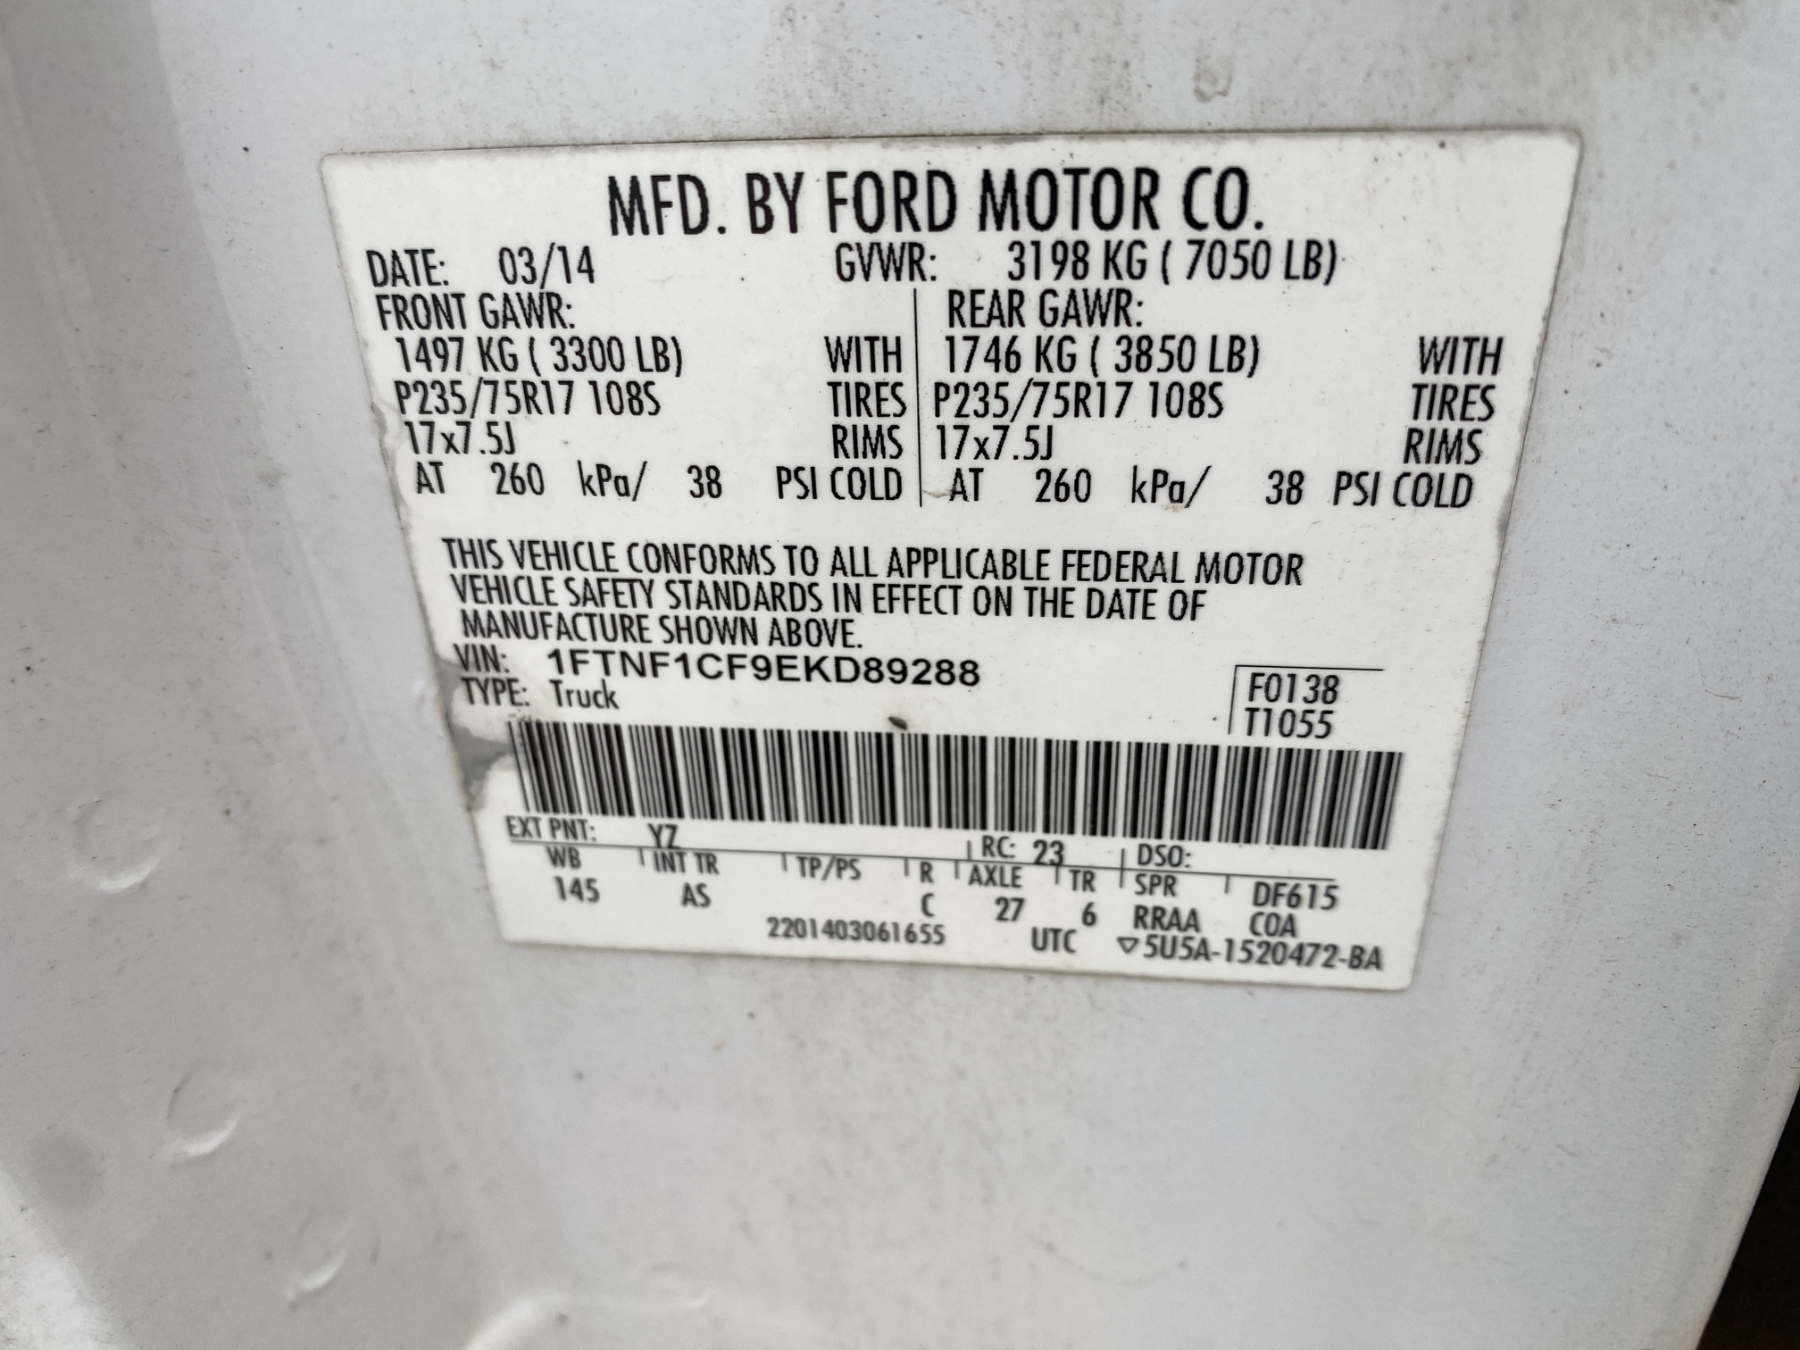 MFD. BY FORD MOTOR CO.
DATE: 03/14 GVWR: 3198 KG ( 7050 LB)
FRONT GAWR: REAR GAWR:
1497 KG ( 3300 LB) WITH 1746 KG ( 3850 LB) WITH
P235/75R17 108S TIRES P235/75R17 108S TIRES
17x7.5J RIMS 17x7.5J RIMS
AT 260 kPa/ 38 PSI COLD AT 260 kPa/ 38 PSI COLD
THIS VEHICLE CONFORMS TO ALL APPLICABLE FEDERAL MOTOR
VEHICLE SAFETY STANDARDS IN EFFECT ON THE DATE OF
MANUFACTURE SHOWN ABOVE.
VIN: 1FTNF1CF9EKD89288
TYPE: Truck
F0138
T1055
EXT PNT: YZ RC: 23 DSO:
WB INT TR TP/PS R AXLE TR SPR DF615
145 AS C 27 6 RRAA COA
2201403061655 UTC ▽5U5A-1520472-BA